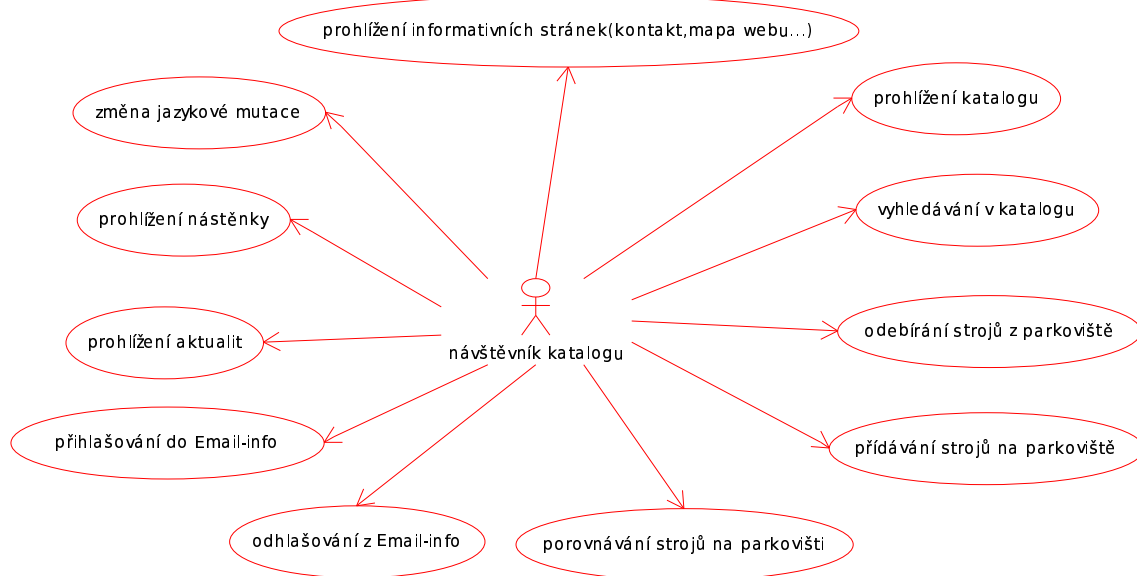 prohlížení informativních stránek(kontakt,mapa webu...)
změna jazykové mutace
prohlížení katalogu
prohlížení nástěnky
vyhledávání v katalogu
prohlížení aktualit
návštěvník katalogu
odebírání strojů z parkoviště
přihlašování do Email-info
přídávání strojů na parkoviště
odhlašování z Email-info
porovnávání strojů na parkovišti